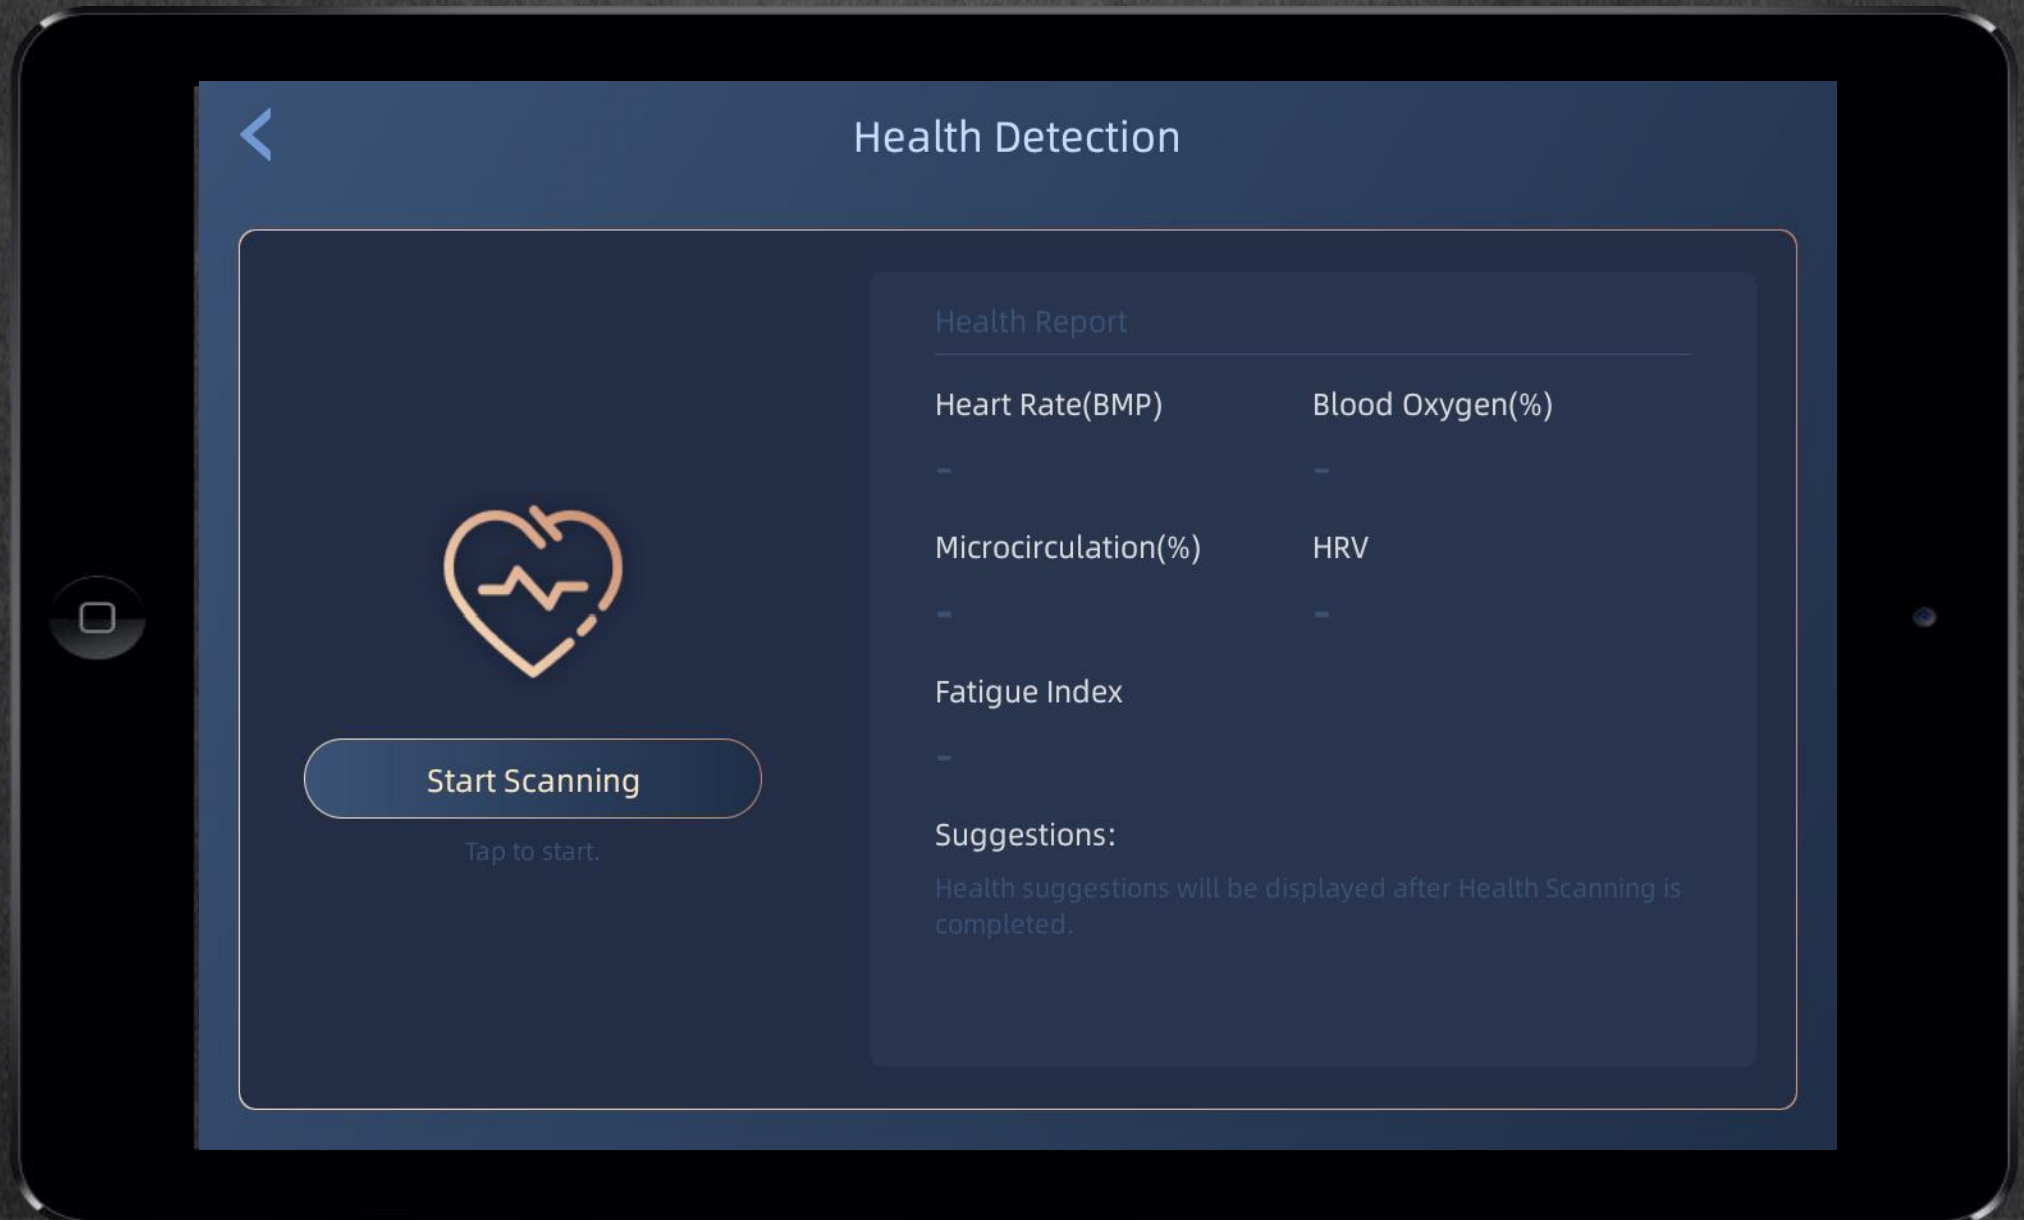 Health Detection
Health Report
Heart Rate(BMP)
Blood Oxygen(%)
-
-
Microcirculation(%)
HRV
-
-
Fatigue Index
-
Start Scanning
Tap to start.
Suggestions:
Health suggestions will be displayed after Health Scanning is
completed.